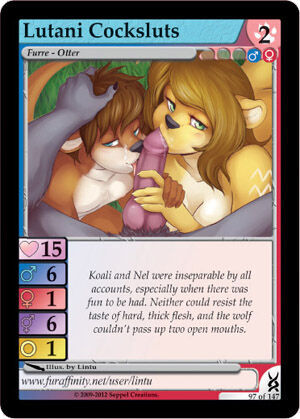 Lutani Cocksluts
2
Furre - Otter
15
6
1
6
1
Koali and Nel were inseparable by all
accounts, especially when there was
fun to be had. Neither could resist the
taste of hard, thick flesh, and the wolf
couldn't pass up two open mouths.
Illus. by Lintu
www.furaffinity.net/user/lintu
97 of 147
© 2009-2012 Seppel Creations.